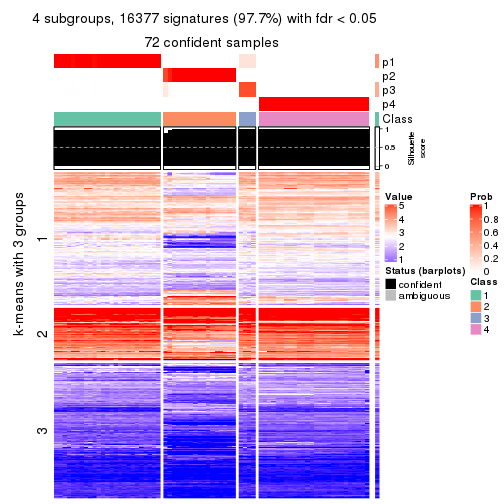 4 subgroups, 16377 signatures (97.7%) with fdr < 0.05
72 confident samples
p1
p2
p3
p4
Class
1
0.5
0
Silhouette
score
k-means with 3 groups
1
2
3
Value
5
4
3
2
1
Status (barplots)
confident
ambiguous
Prob
1
0.8
0.6
0.4
0.2
0
Class
1
2
3
4